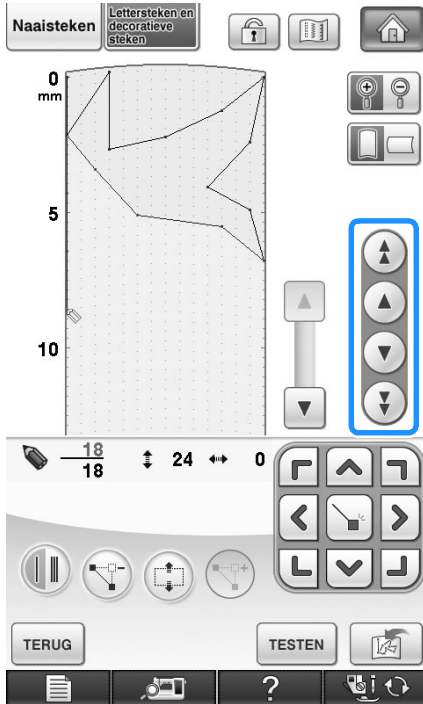 Naaisteken
Lettersteken en
decoratieve
steken
0
mm
5
10
18
18
24
0
TERUG
TESTEN
?